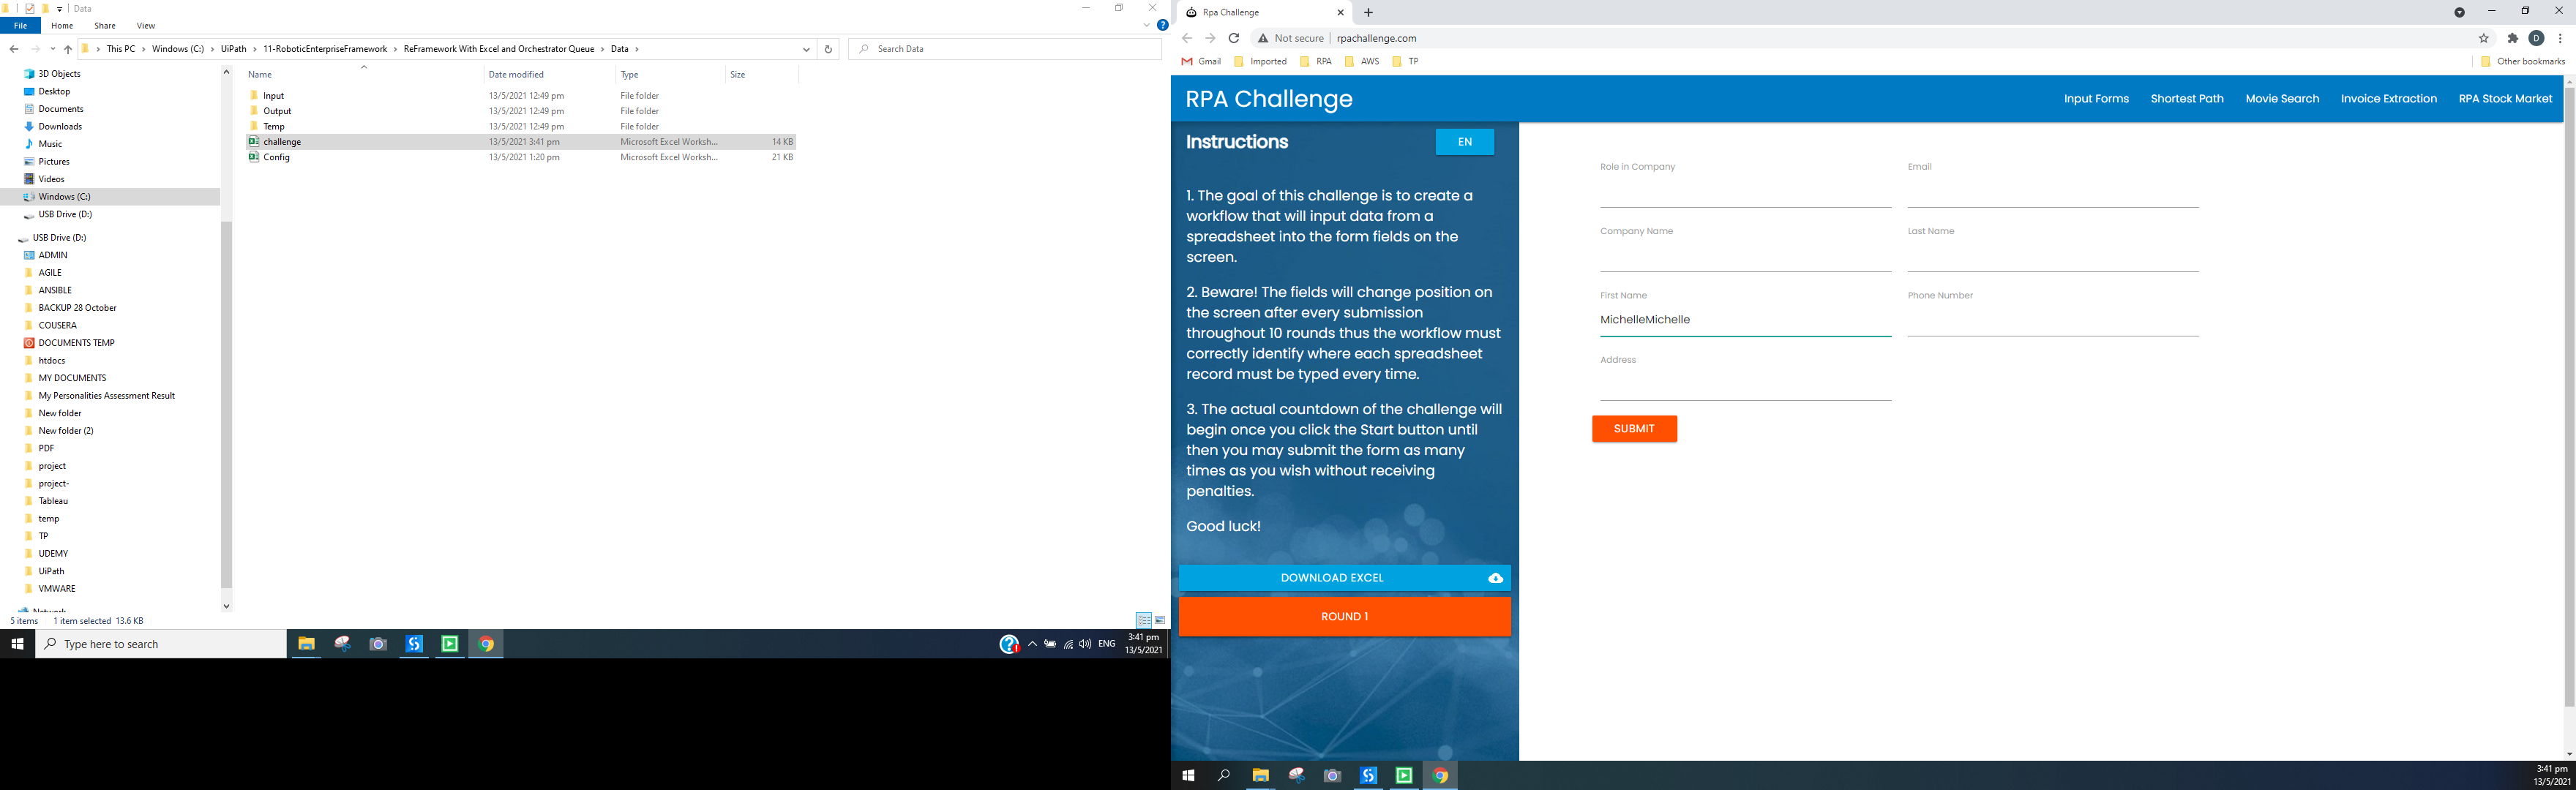 Data
File Home Share View
This PC › Windows (C:) › UiPath › 11-RoboticEnterpriseFramework › ReFramework With Excel and Orchestrator Queue › Data ›
Search Data
3D Objects
Desktop
Documents
Downloads
Music
Pictures
Videos
Windows (C:)
USB Drive (D:)
USB Drive (D:)
ADMIN
AGILE
ANSIBLE
BACKUP 28 October
COUSERA
DOCUMENTS TEMP
htdocs
MY DOCUMENTS
My Personalities Assessment Result
New folder
New folder (2)
PDF
project
project-
Tableau
temp
TP
UDEMY
UiPath
VMWARE
Network
Name Date modified Type Size
Input 13/5/2021 12:49 pm File folder
Output 13/5/2021 12:49 pm File folder
Temp 13/5/2021 12:49 pm File folder
challenge 13/5/2021 3:41 pm Microsoft Excel Worksh... 14 KB
Config 13/5/2021 1:20 pm Microsoft Excel Worksh... 21 KB
5 items 1 item selected 13.6 KB
Type here to search
ENG
3:41 pm
13/5/2021
Rpa Challenge
Not secure rpachallenge.com
Gmail Imported RPA AWS TP Other bookmarks
RPA Challenge
Input Forms Shortest Path Movie Search Invoice Extraction RPA Stock Market
Instructions
EN
1. The goal of this challenge is to create a
workflow that will input data from a
spreadsheet into the form fields on the
screen.
2. Beware! The fields will change position on
the screen after every submission
throughout 10 rounds thus the workflow must
correctly identify where each spreadsheet
record must be typed every time.
3. The actual countdown of the challenge will
begin once you click the Start button until
then you may submit the form as many
times as you wish without receiving
penalties.
Good luck!
DOWNLOAD EXCEL
ROUND 1
Role in Company
Email
Company Name
Last Name
First Name
MichelleMichelle
Phone Number
Address
SUBMIT
3:41 pm
13/5/2021